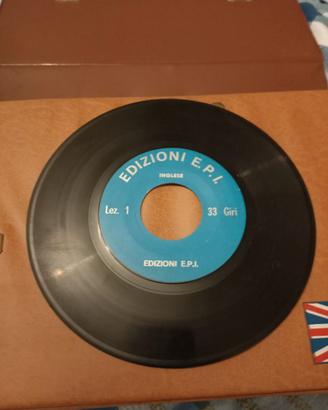 EDIZIONI E.P.I.
INGLESE
Lez. 1 33 Giri
EDIZIONI E.P.I.